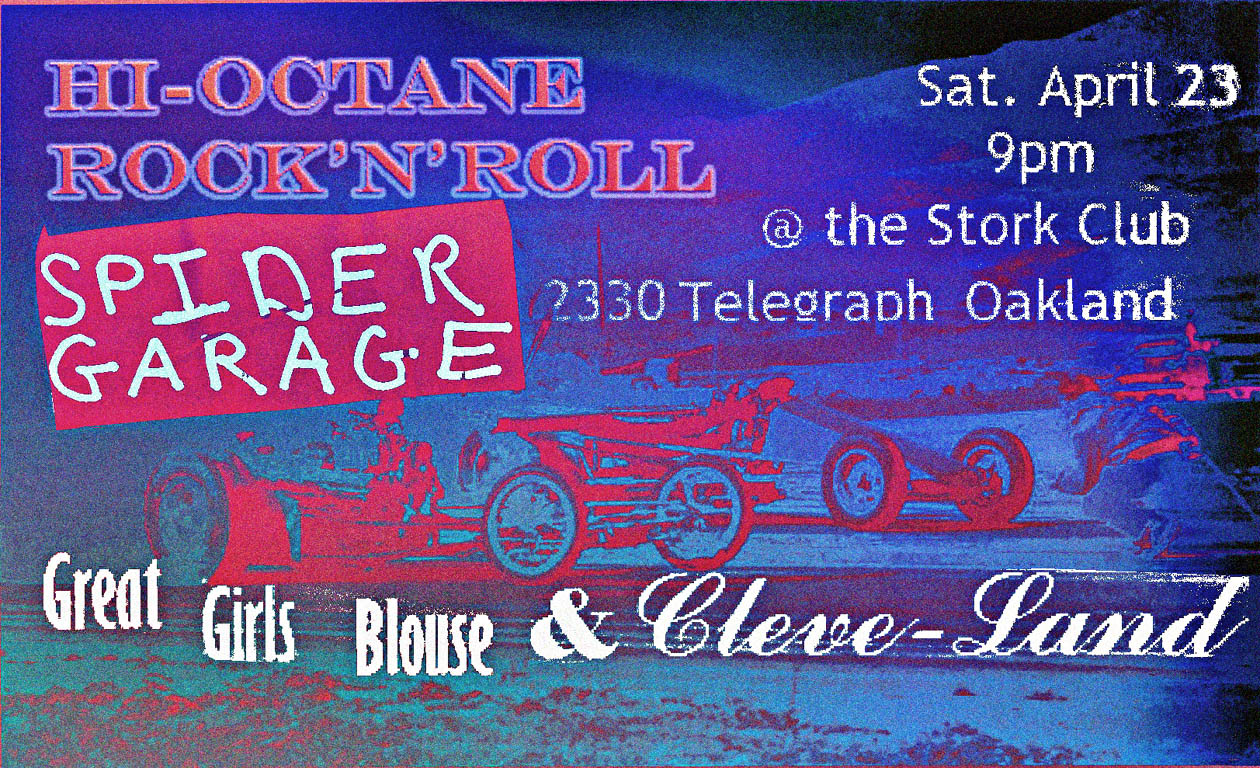 HI-OCTANE
ROCK'N'ROLL
SPIDER
GARAGE
Sat. April 23
9pm
@ the Stork Club
2330 Telegraph Oakland
Great Girls Blouse & Cleve-Land